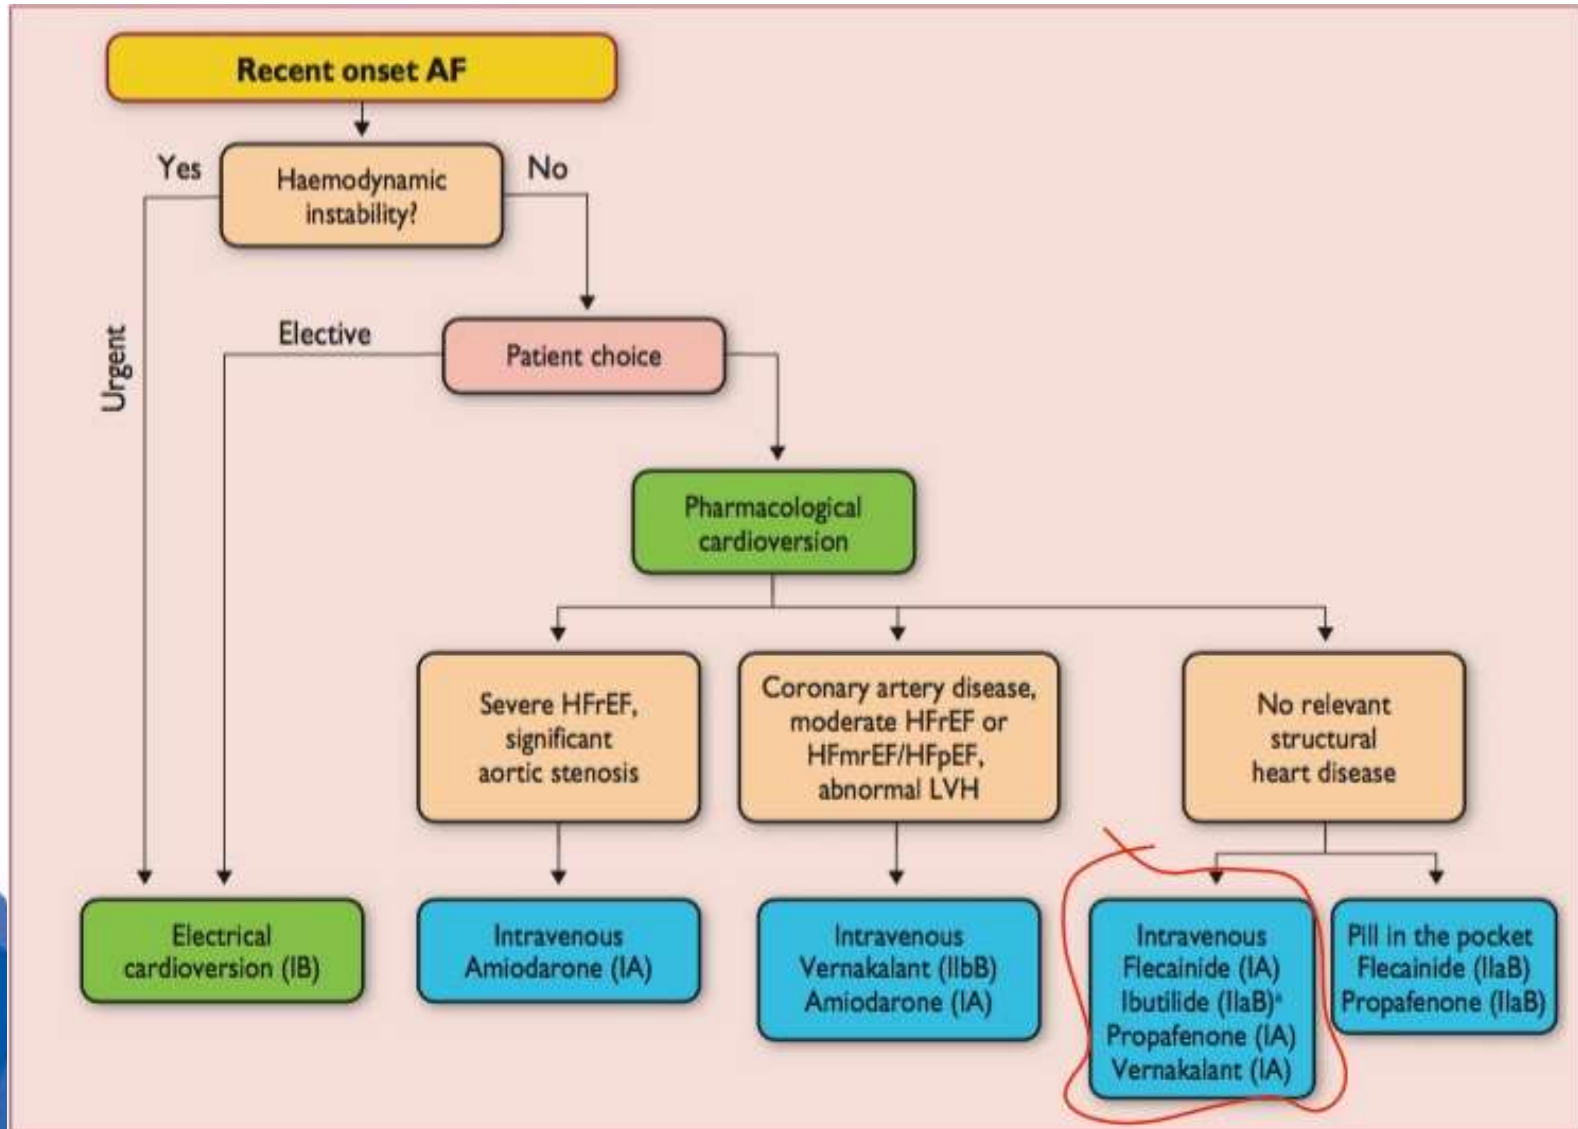 Recent onset AF
Yes
Haemodynamic
instability?
No
Urgent
Elective
Patient choice
Pharmacological
cardioversion
Severe HFrEF,
significant
aortic stenosis
Coronary artery disease,
moderate HFrEF or
HFmrEF/HFpEF,
abnormal LVH
No relevant
structural
heart disease
Electrical
cardioversion (IB)
Intravenous
Amiodarone (IA)
Intravenous
Vernakalant (IIbB)
Amiodarone (IA)
Intravenous
Flecainide (IA)
Ibutilide (IIaB)ᵃ
Propafenone (IA)
Vernakalant (IA)
Pill in the pocket
Flecainide (IIaB)
Propafenone (IIaB)